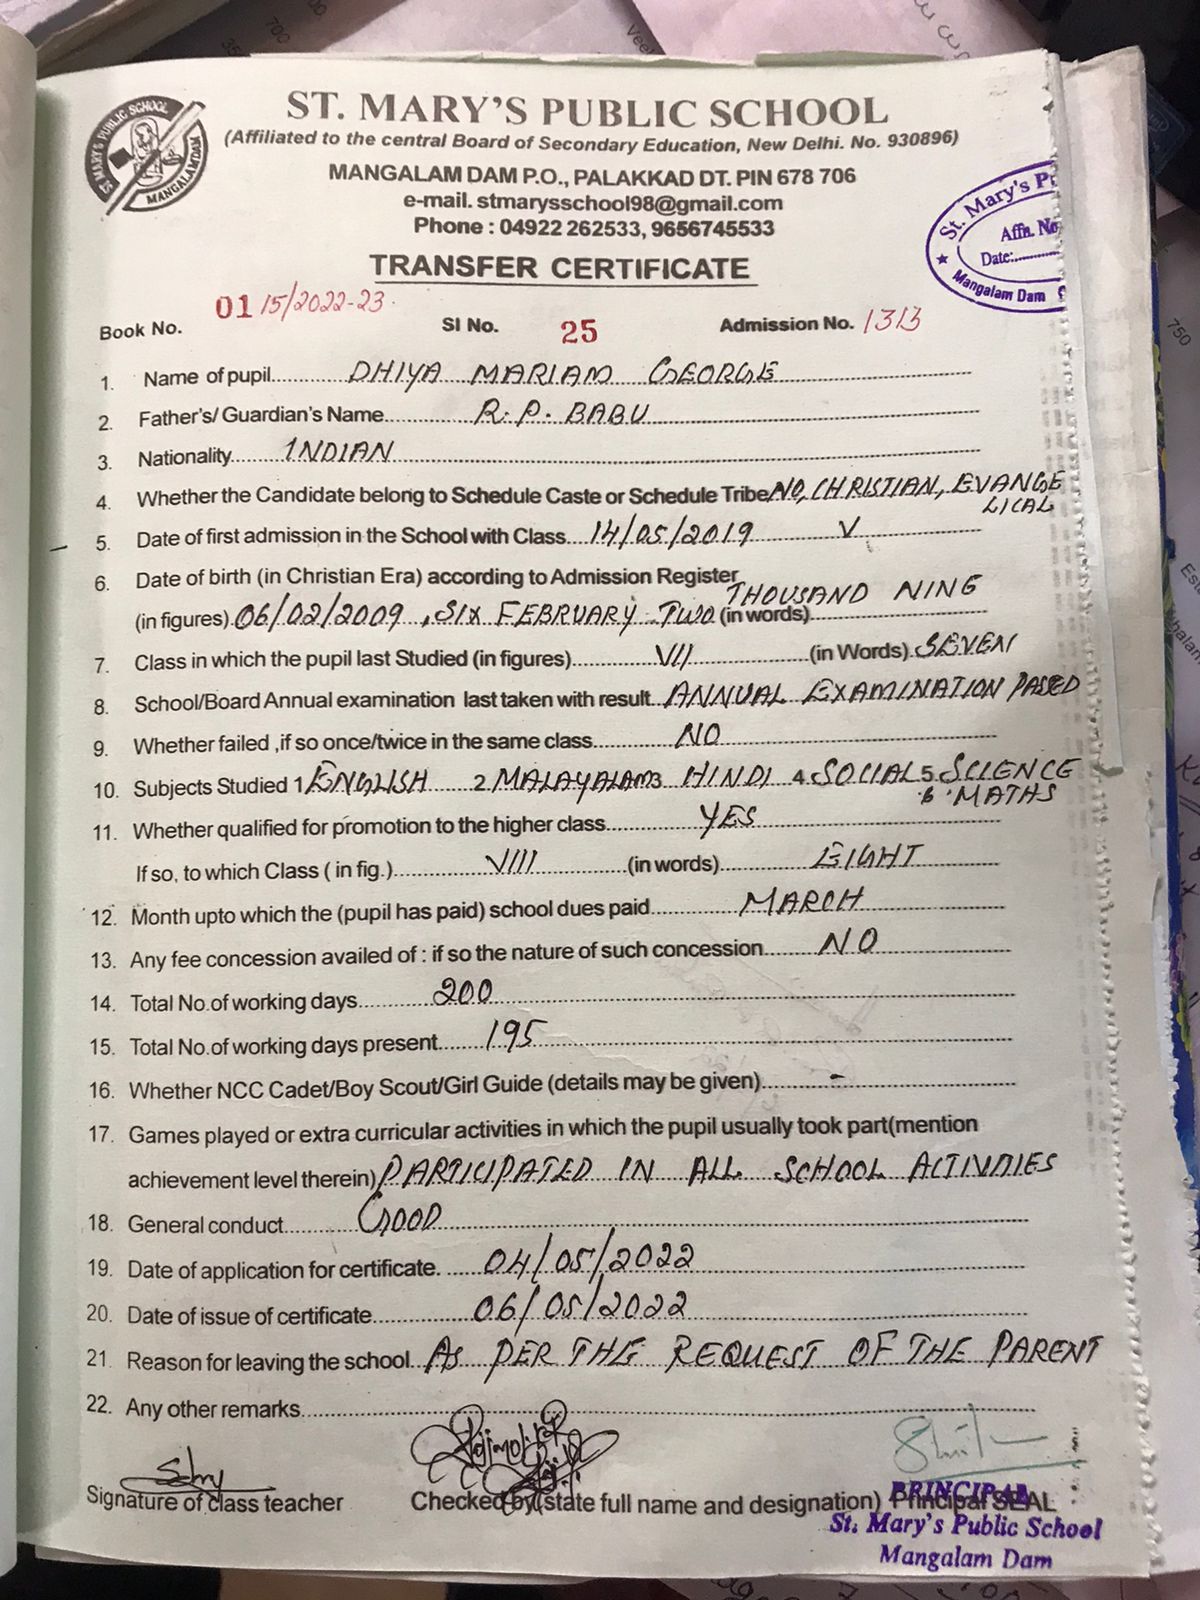 ST. MARY'S PUBLIC SCHOOL
(Affiliated to the central Board of Secondary Education, New Delhi. No. 930896)
MANGALAM DAM P.O., PALAKKAD DT. PIN 678 706
e-mail. stmarysschool98@gmail.com
Phone : 04922 262533, 9656745533
ST MARY'S PUBLIC SCHOOL
MANGALAMDAM
St. Mary's P
Affn. No
Date:
Mangalam Dam
TRANSFER CERTIFICATE
Book No. 01 15/2022-23. SI No. 25 Admission No. 1313
1. Name of pupil DHIYA MARIAM GEORGE
2. Father's/ Guardian's Name R. P. BABU
3. Nationality INDIAN
4. Whether the Candidate belong to Schedule Caste or Schedule Tribe NO, CHRISTIAN, EVANGE
LICAL
5. Date of first admission in the School with Class 14/05/2019 V
6. Date of birth (in Christian Era) according to Admission Register
THOUSAND NINE
(in figures) 06/02/2009, SIX FEBRUARY TWO (in words)
7. Class in which the pupil last Studied (in figures) VII (in Words) SEVEN
8. School/Board Annual examination last taken with result ANNUAL EXAMINATION PASSED
9. Whether failed ,if so once/twice in the same class NO
10. Subjects Studied 1 ENGLISH 2 MALAYALAM 3 HINDI 4 SOCIAL 5 SCIENCE
6 MATHS
11. Whether qualified for promotion to the higher class YES
If so, to which Class ( in fig.) VIII (in words) EIGHT
12. Month upto which the (pupil has paid) school dues paid MARCH
13. Any fee concession availed of : if so the nature of such concession NO
14. Total No.of working days 200
15. Total No.of working days present 195
16. Whether NCC Cadet/Boy Scout/Girl Guide (details may be given) -
17. Games played or extra curricular activities in which the pupil usually took part(mention
achievement level therein) PARTICIPATED IN ALL SCHOOL ACTIVITIES
18. General conduct GOOD
19. Date of application for certificate. 04/05/2022
20. Date of issue of certificate 06/05/2022
21. Reason for leaving the school AS PER THE REQUEST OF THE PARENT
22. Any other remarks
Signature of class teacher Checked by (state full name and designation) Principal SEAL
PRINCIPAL
St. Mary's Public School
Mangalam Dam